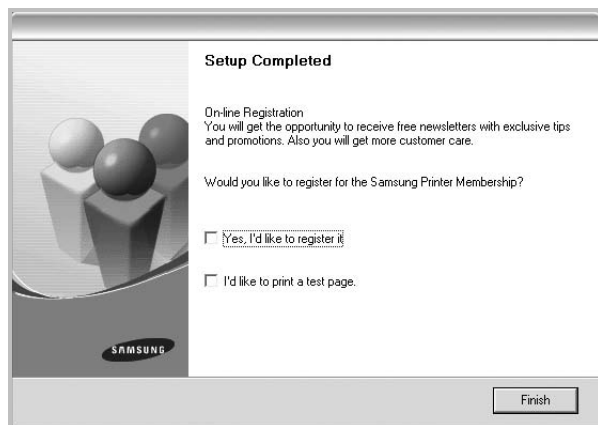 Setup Completed
On-line Registration
You will get the opportunity to receive free newsletters with exclusive tips
and promotions. Also you will get more customer care.
Would you like to register for the Samsung Printer Membership?
Yes, I'd like to register it
I'd like to print a test page.
SAMSUNG
Finish